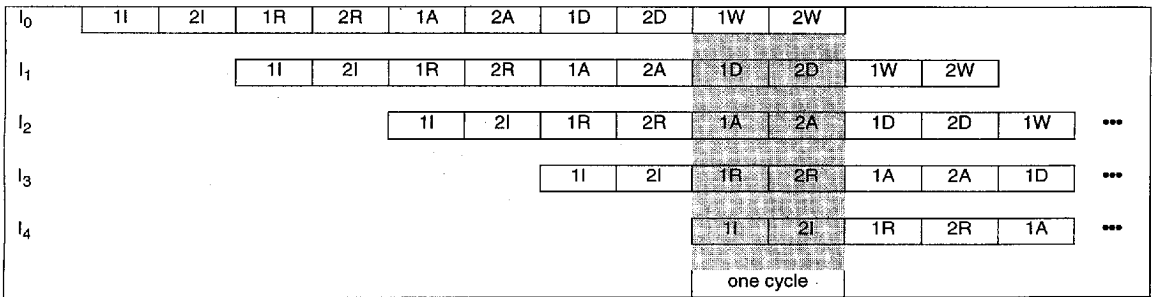 I0 1I 2I 1R 2R 1A 2A 1D 2D 1W 2W
I1 1I 2I 1R 2R 1A 2A 1D 2D 1W 2W
I2 1I 2I 1R 2R 1A 2A 1D 2D 1W •••
I3 1I 2I 1R 2R 1A 2A 1D •••
I4 1I 2I 1R 2R 1A •••
one cycle